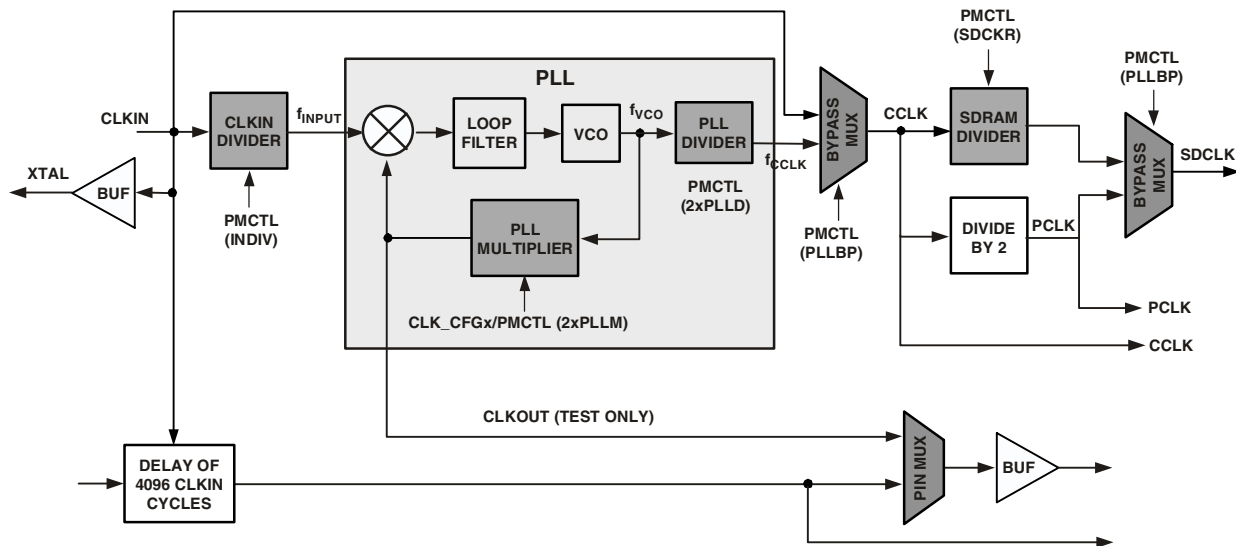 PMCTL
(SDCKR)
PMCTL
(PLLBP)
PLL
CLKIN
CLKIN
DIVIDER
fINPUT
LOOP
FILTER
VCO
fVCO
PLL
DIVIDER
fCCLK
BYPASS
MUX
CCLK
SDRAM
DIVIDER
BYPASS
MUX
SDCLK
XTAL
BUF
PMCTL
(INDIV)
PLL
MULTIPLIER
PMCTL
(2xPLLD)
PMCTL
(PLLBP)
DIVIDE
BY 2
PCLK
CLK_CFGx/PMCTL (2xPLLM)
PCLK
CCLK
CLKOUT (TEST ONLY)
DELAY OF
4096 CLKIN
CYCLES
PIN MUX
BUF